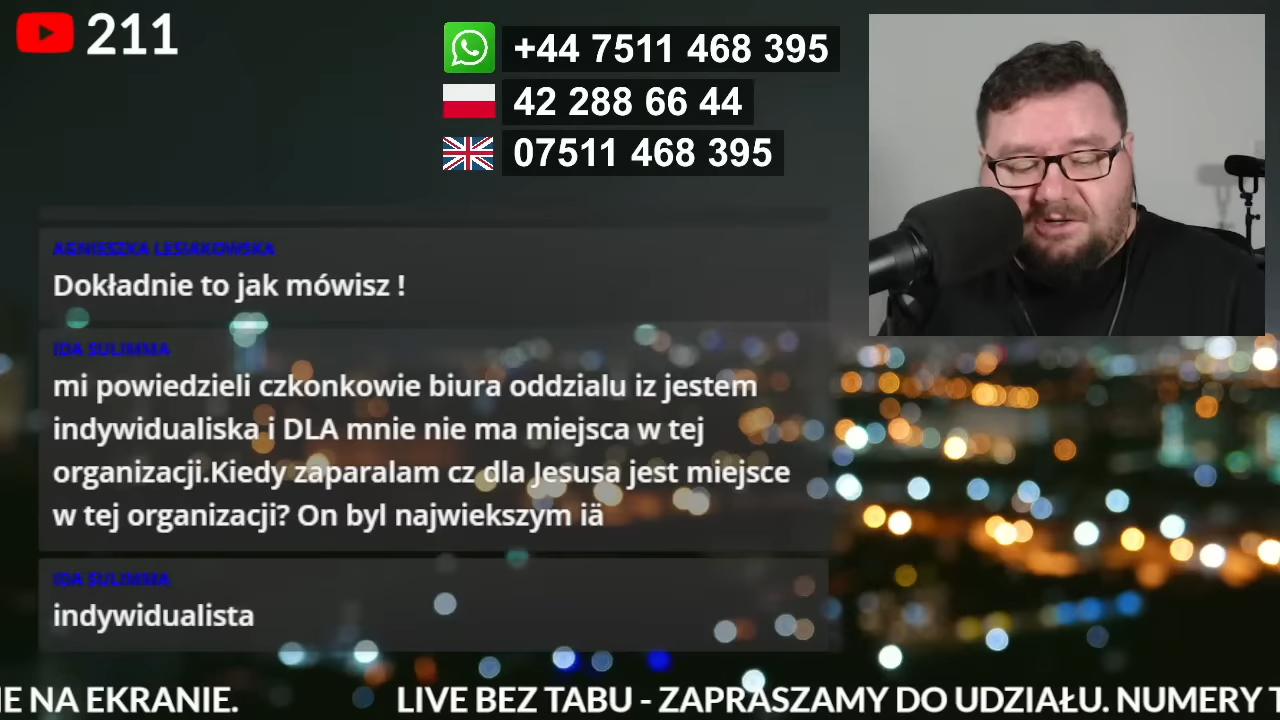 211
+44 7511 468 395
42 288 66 44
07511 468 395
AGNIESZKA LESIAKOWSKA
Dokładnie to jak mówisz !
IDA SULIMMA
mi powiedzieli czkonkowie biura oddzialu iz jestem
indywidualiska i DLA mnie nie ma miejsca w tej
organizacji.Kiedy zaparalam cz dla Jesusa jest miejsce
w tej organizacji? On byl najwiekszym iä
IDA SULIMMA
indywidualista
IE NA EKRANIE. LIVE BEZ TABU - ZAPRASZAMY DO UDZIAŁU. NUMERY T